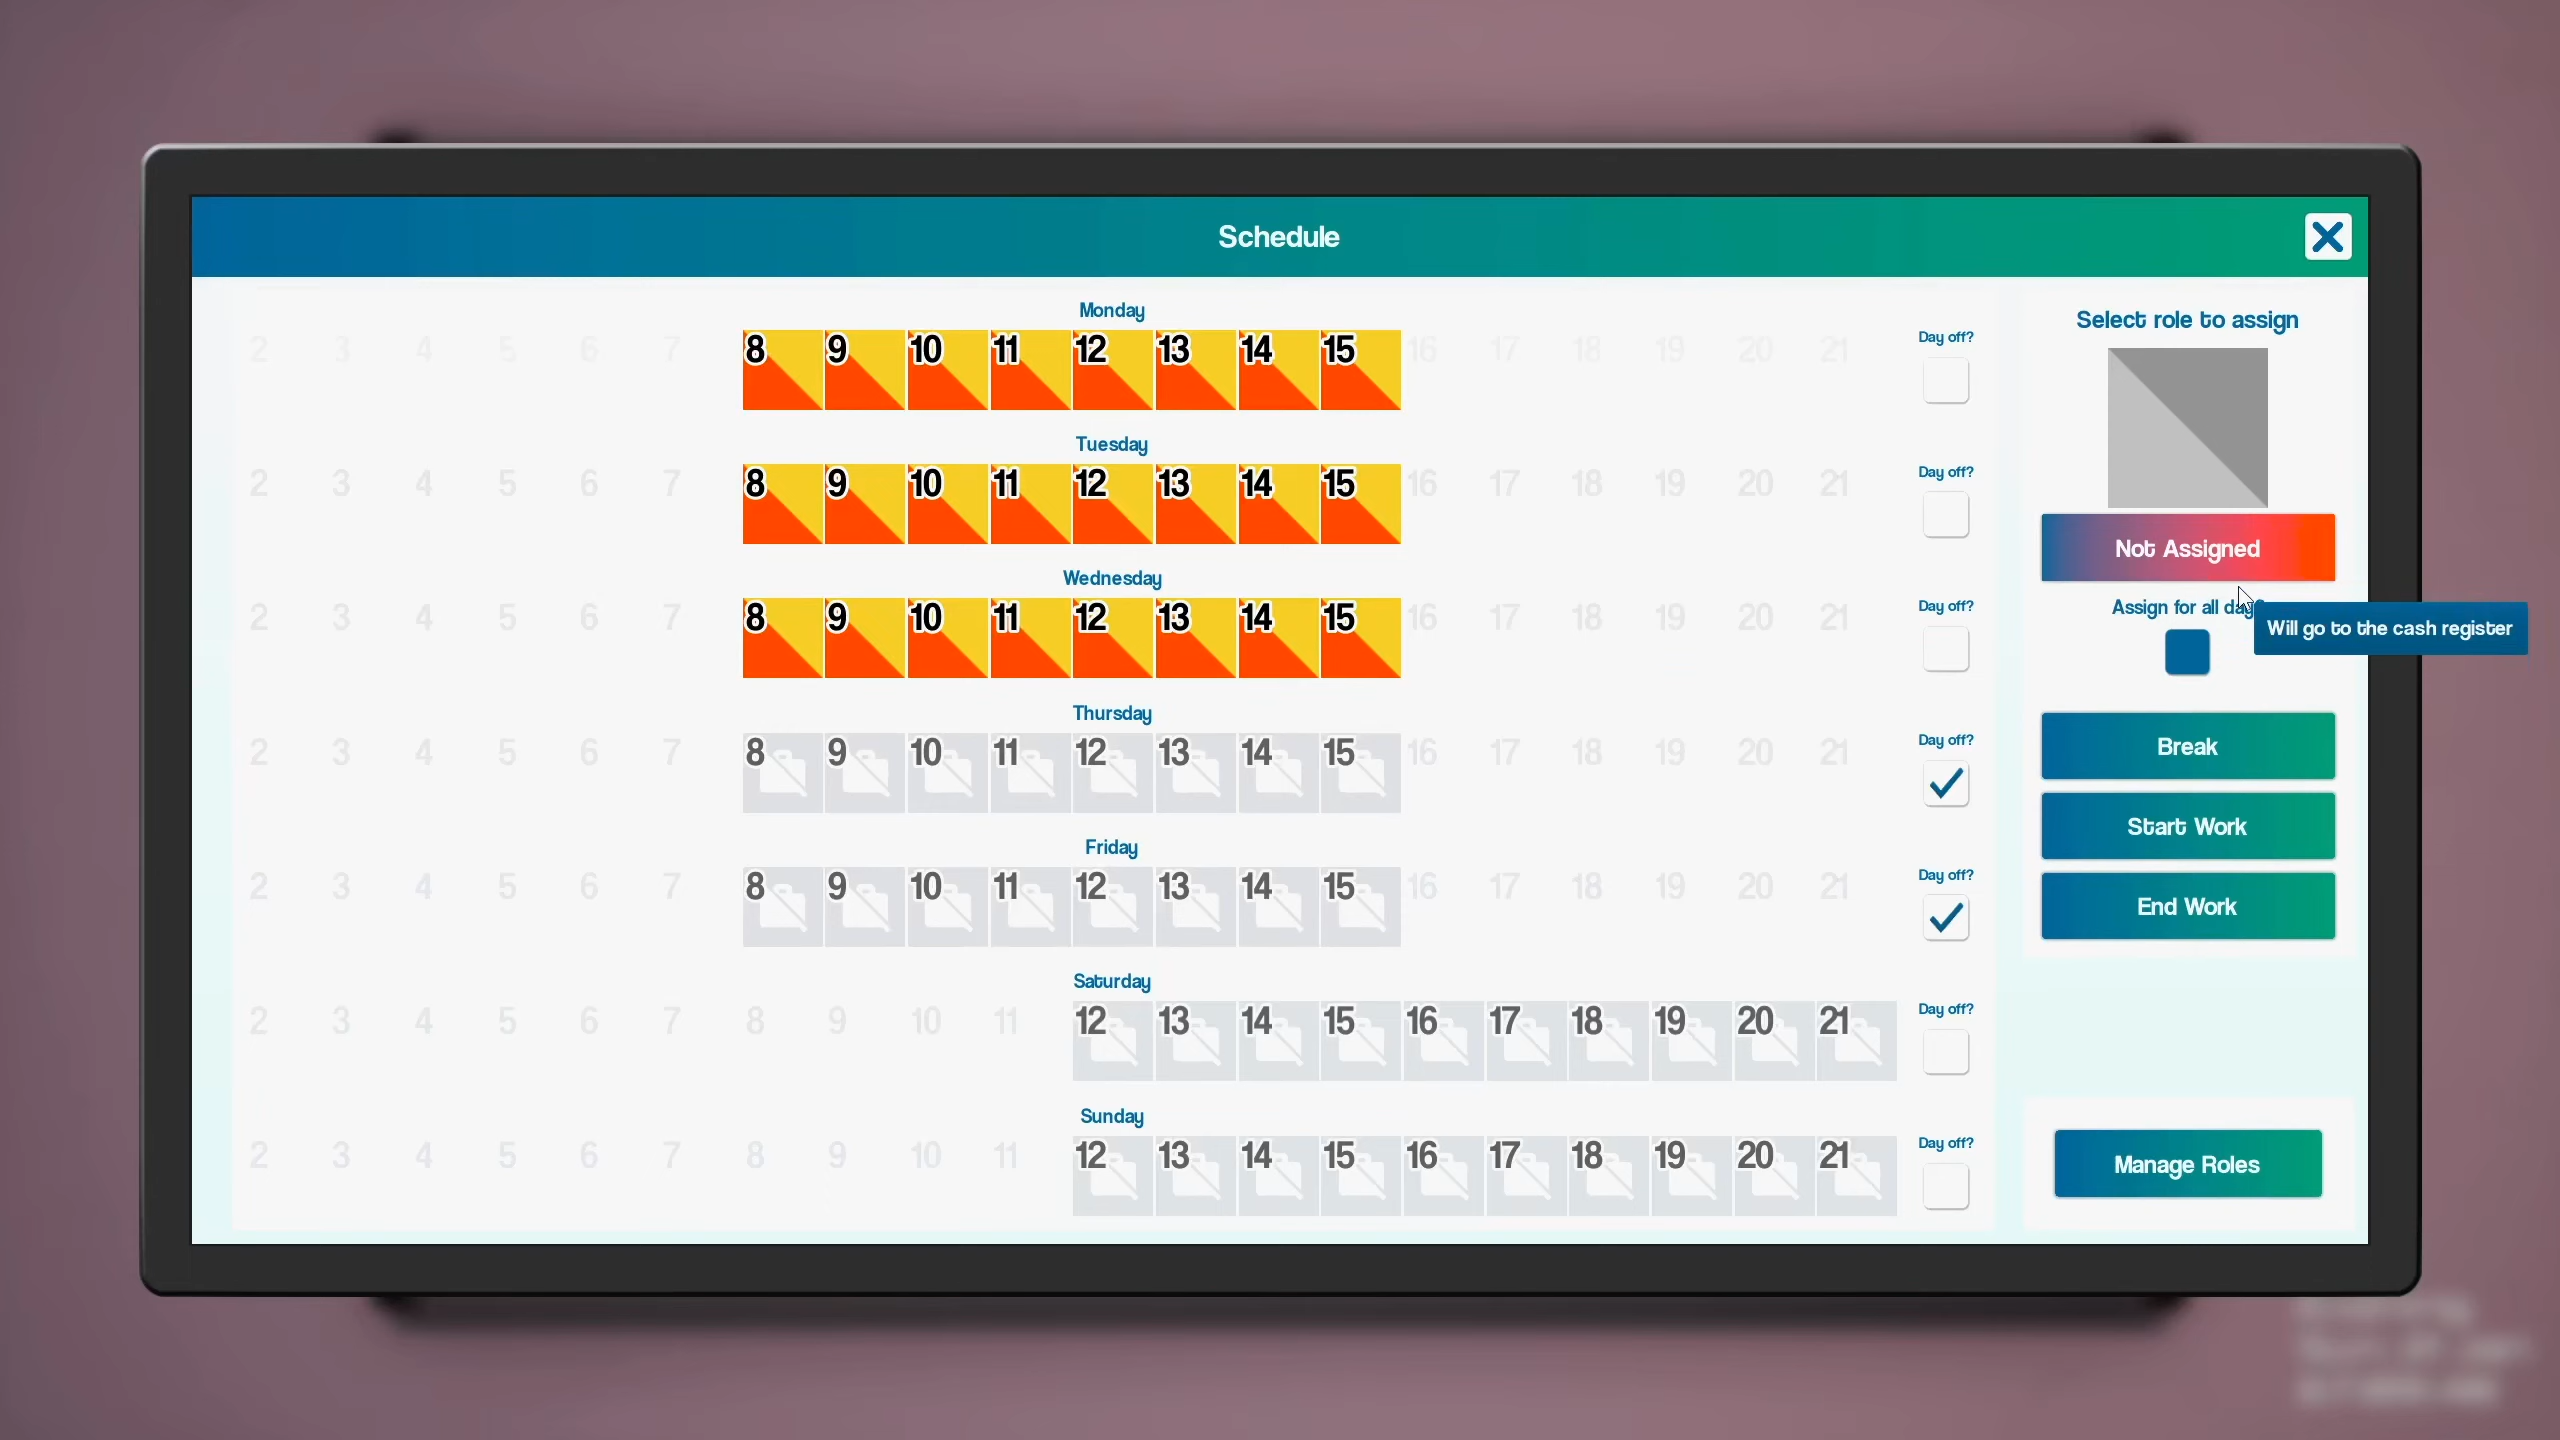 Schedule
Monday
2 3 4 5 6 7 8 9 10 11 12 13 14 15 16 17 18 19 20 21
Day off?
Tuesday
2 3 4 5 6 7 8 9 10 11 12 13 14 15 16 17 18 19 20 21
Day off?
Wednesday
2 3 4 5 6 7 8 9 10 11 12 13 14 15 16 17 18 19 20 21
Day off?
Thursday
2 3 4 5 6 7 8 9 10 11 12 13 14 15 16 17 18 19 20 21
Day off?
Friday
2 3 4 5 6 7 8 9 10 11 12 13 14 15 16 17 18 19 20 21
Day off?
Saturday
2 3 4 5 6 7 8 9 10 11 12 13 14 15 16 17 18 19 20 21
Day off?
Sunday
2 3 4 5 6 7 8 9 10 11 12 13 14 15 16 17 18 19 20 21
Day off?
Select role to assign
Not Assigned
Assign for all day?
Will go to the cash register
Break
Start Work
End Work
Manage Roles